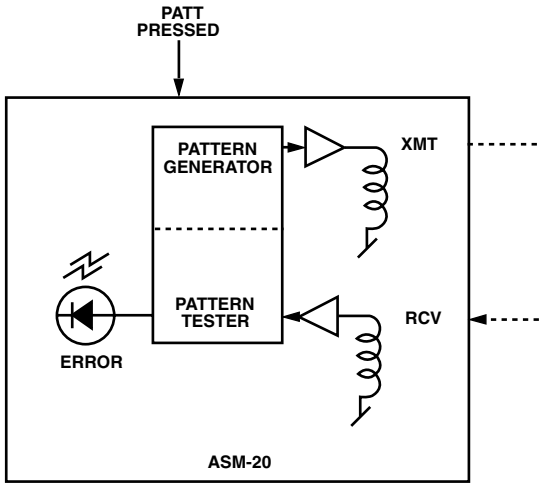 PATT
PRESSED
PATTERN
GENERATOR
XMT
PATTERN
TESTER
RCV
ERROR
ASM-20